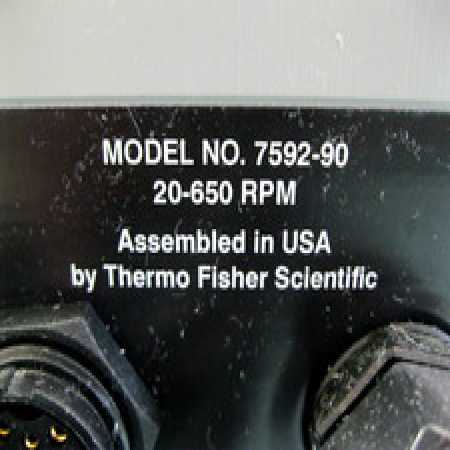 MODEL NO. 7592-90
20-650 RPM
Assembled in USA
by Thermo Fisher Scientific